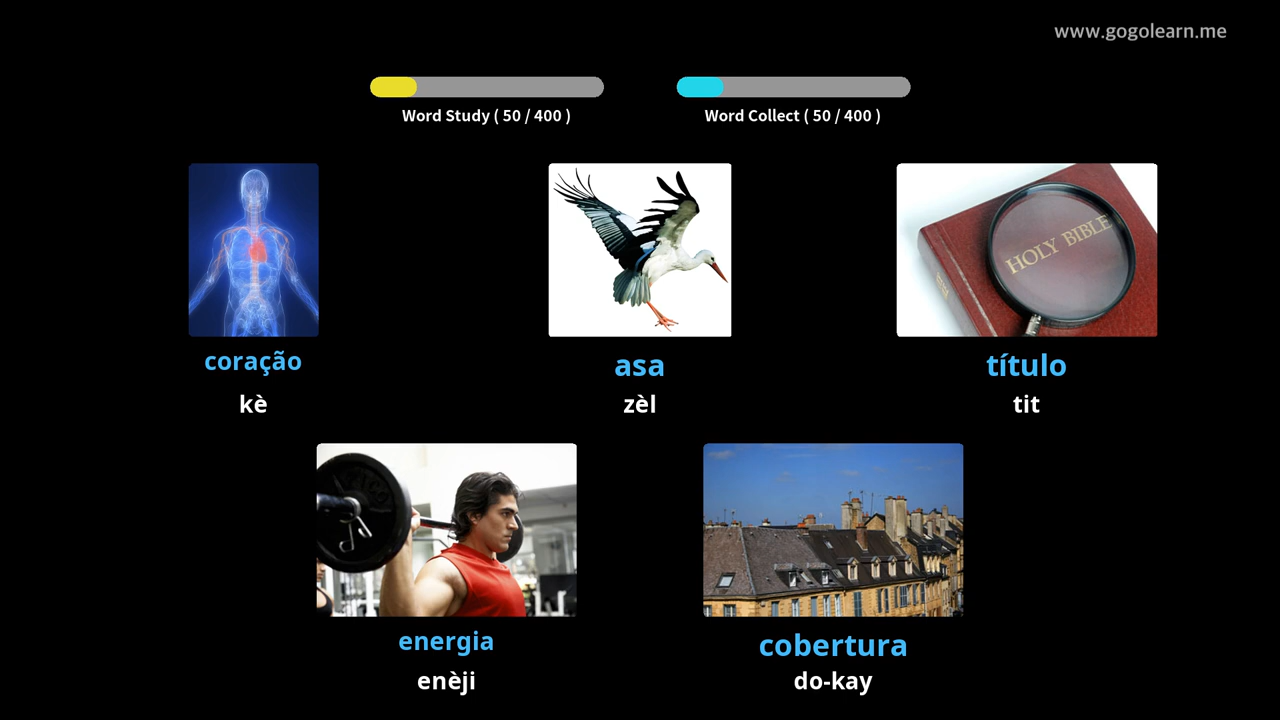 www.gogolearn.me
Word Study ( 50 / 400 )
Word Collect ( 50 / 400 )
HOLY BIBLE
coração
asa
título
kè
zèl
tit
energia
cobertura
enèji
do-kay